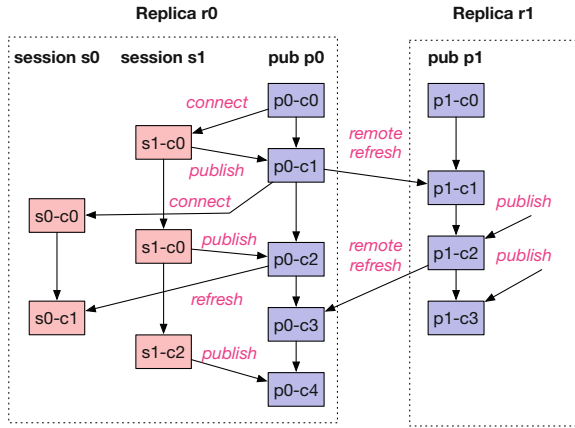 Replica r0
Replica r1
session s0
session s1
pub p0
pub p1
p0-c0
p1-c0
connect
s1-c0
remote
refresh
publish
p0-c1
p1-c1
connect
publish
s0-c0
s1-c0
publish
p0-c2
remote
refresh
p1-c2
publish
refresh
s0-c1
p0-c3
p1-c3
s1-c2
publish
p0-c4